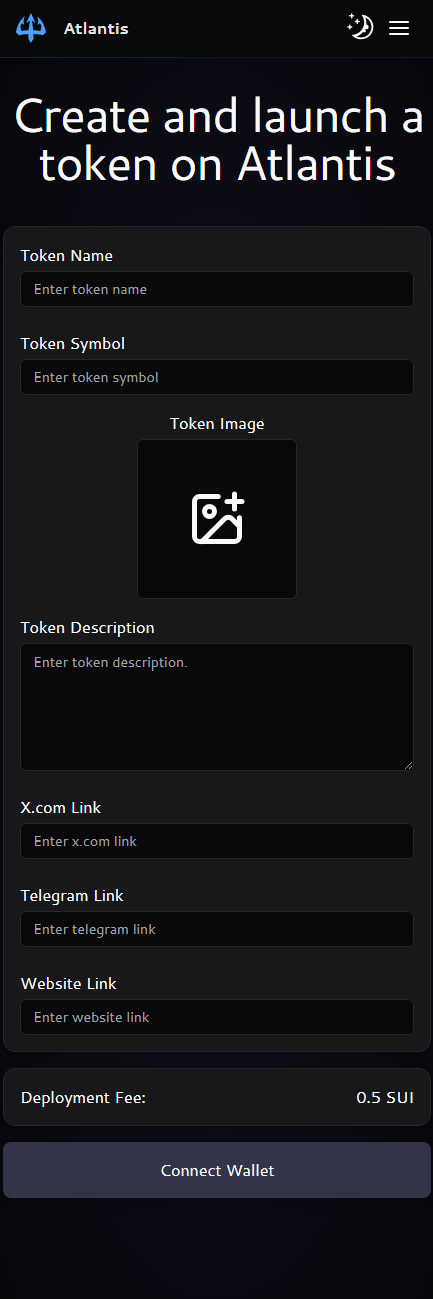 Atlantis
Create and launch a
token on Atlantis
Token Name
Enter token name
Token Symbol
Enter token symbol
Token Image
Token Description
Enter token description.
X.com Link
Enter x.com link
Telegram Link
Enter telegram link
Website Link
Enter website link
Deployment Fee: 0.5 SUI
Connect Wallet